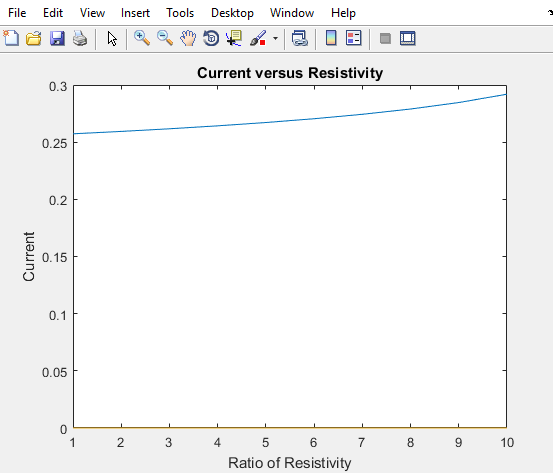 File Edit View Insert Tools Desktop Window Help
Current versus Resistivity
0.3
0.25
0.2
0.15
0.1
0.05
0
Current
1 2 3 4 5 6 7 8 9 10
Ratio of Resistivity